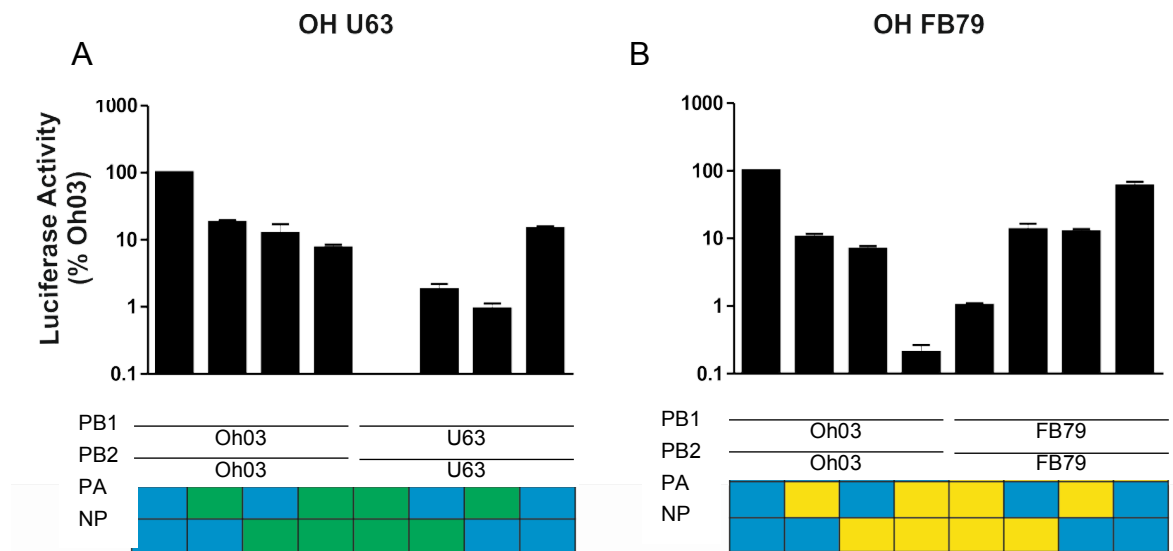 OH U63
OH FB79
A
B
Luciferase Activity
(% Oh03)
1000
100
10
1
0.1
1000
100
10
1
0.1
PB1
Oh03 U63
PB2
Oh03 U63
PA
NP
PB1
Oh03 FB79
PB2
Oh03 FB79
PA
NP